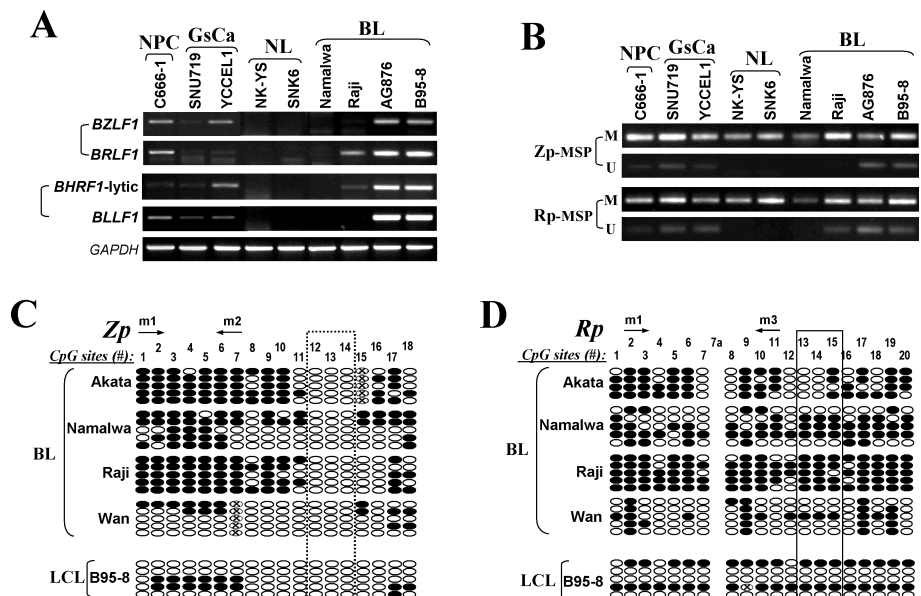 A
NPC GsCa NL BL
C666-1 SNU719 YCCEL1 NK-YS SNK6 Namalwa Raji AG876 B95-8
BZLF1
BRLF1
BHRF1-lytic
BLLF1
GAPDH
B
NPC GsCa NL BL
C666-1 SNU719 YCCEL1 NK-YS SNK6 Namalwa Raji AG876 B95-8
Zp-MSP M
U
Rp-MSP M
U
C
Zp m1 m2
CpG sites (#): 1 2 3 4 5 6 7 8 9 10 11 12 13 14 15 16 17 18
BL
Akata
Namalwa
Raji
Wan
LCL B95-8
D
Rp m1 m3
CpG sites (#): 1 2 3 4 5 6 7 7a 8 9 10 11 12 13 14 15 16 17 18 19 20
BL
Akata
Namalwa
Raji
Wan
LCL B95-8